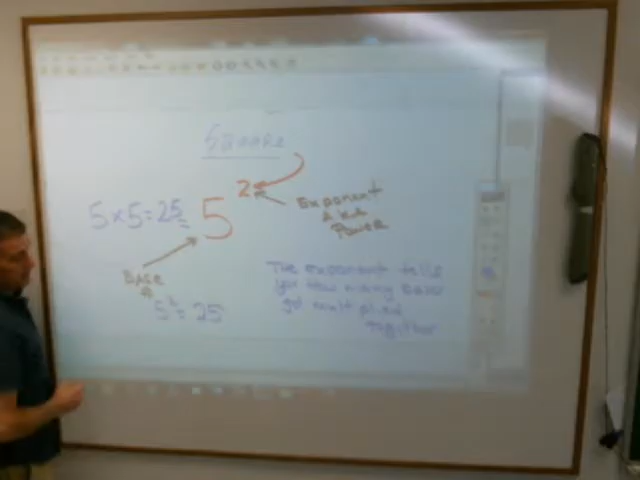 Square
2
5 x 5 = 25 = 5
Exponent
A.K.A
Power
Base
5² = 25
The exponent tells
you how many
get multiplied
together